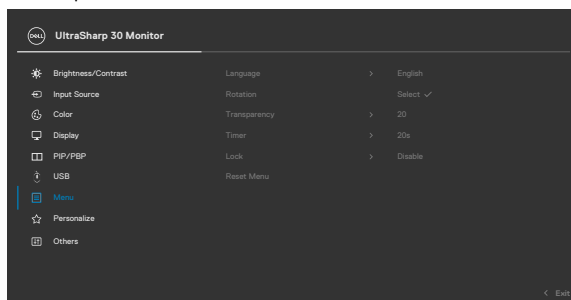 DELL UltraSharp 30 Monitor
Brightness/Contrast Language > English
Input Source Rotation Select ✓
Color Transparency > 20
Display Timer > 20s
PIP/PBP Lock > Disable
USB Reset Menu
Menu
Personalize
Others
< Exit